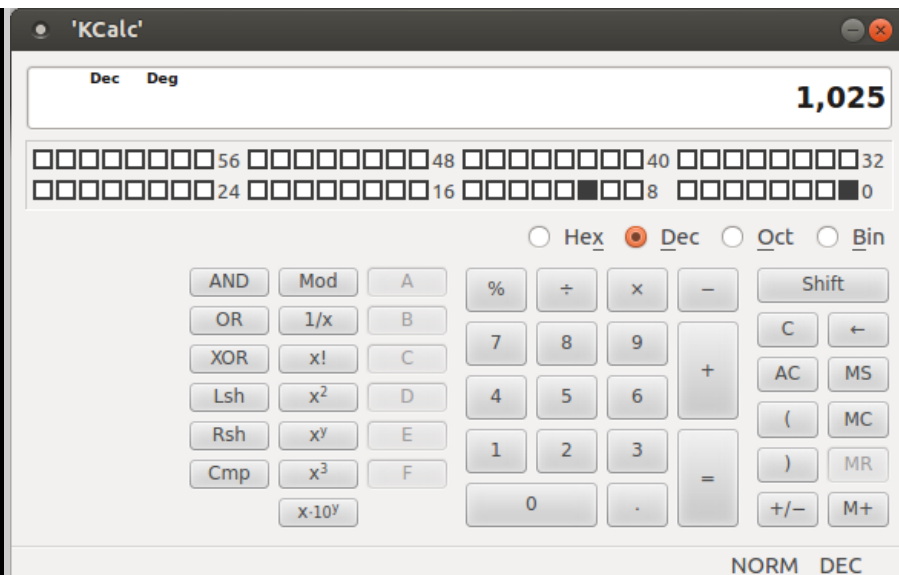 'KCalc'
Dec Deg
1,025
56 48 40 32
24 16 8 0
Hex Dec Oct Bin
AND Mod A % ÷ × − Shift
OR 1/x B 7 8 9 + C ←
XOR x! C AC MS
Lsh x² D 4 5 6 ( MC
Rsh xʸ E 1 2 3 = ) MR
Cmp x³ F
x·10ʸ 0 . +/− M+
NORM DEC